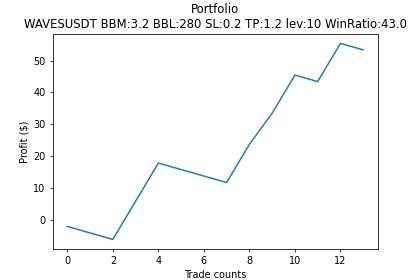 Portfolio
WAVESUSDT BBM:3.2 BBL:280 SL:0.2 TP:1.2 lev:10 WinRatio:43.0
50
40
30
20
10
0
Profit ($)
0 2 4 6 8 10 12
Trade counts